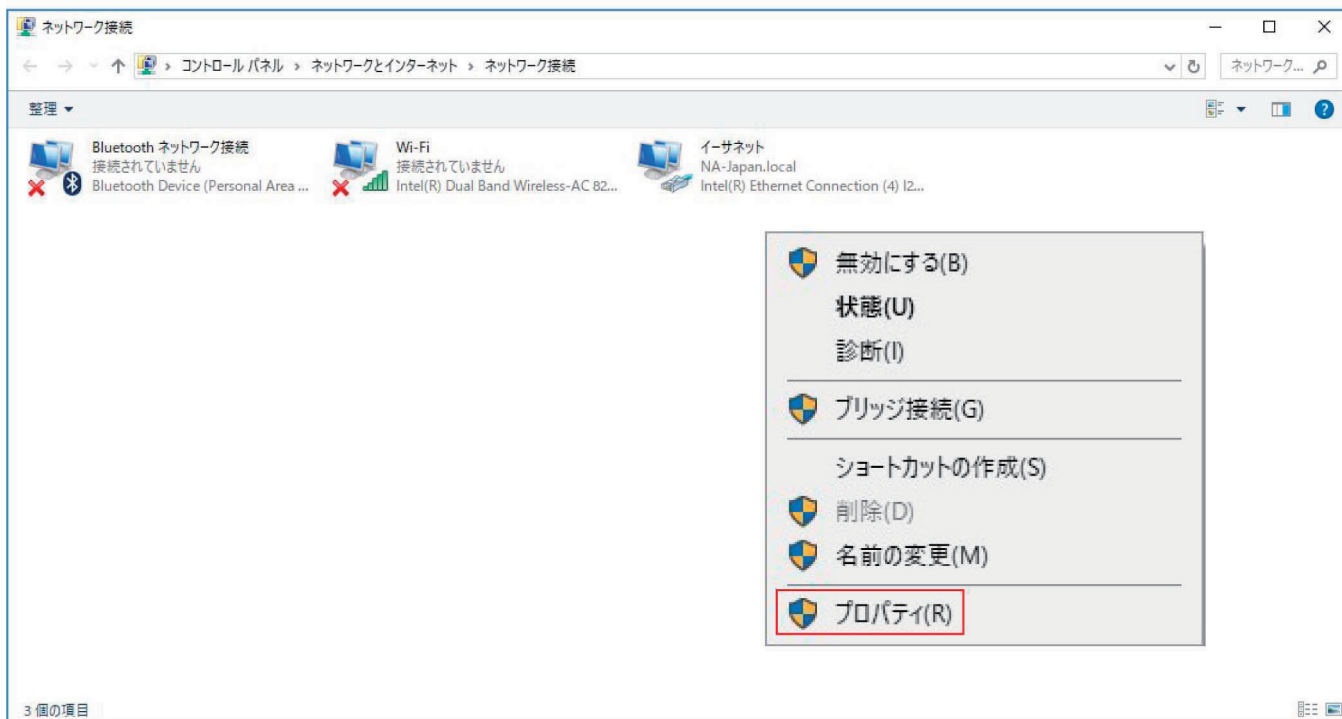 ネットワーク接続
コントロール パネル › ネットワークとインターネット › ネットワーク接続
ネットワーク...
整理
Bluetooth ネットワーク接続
接続されていません
Bluetooth Device (Personal Area ...
Wi-Fi
接続されていません
Intel(R) Dual Band Wireless-AC 82...
イーサネット
NA-Japan.local
Intel(R) Ethernet Connection (4) I2...
無効にする(B)
状態(U)
診断(I)
ブリッジ接続(G)
ショートカットの作成(S)
削除(D)
名前の変更(M)
プロパティ(R)
3 個の項目